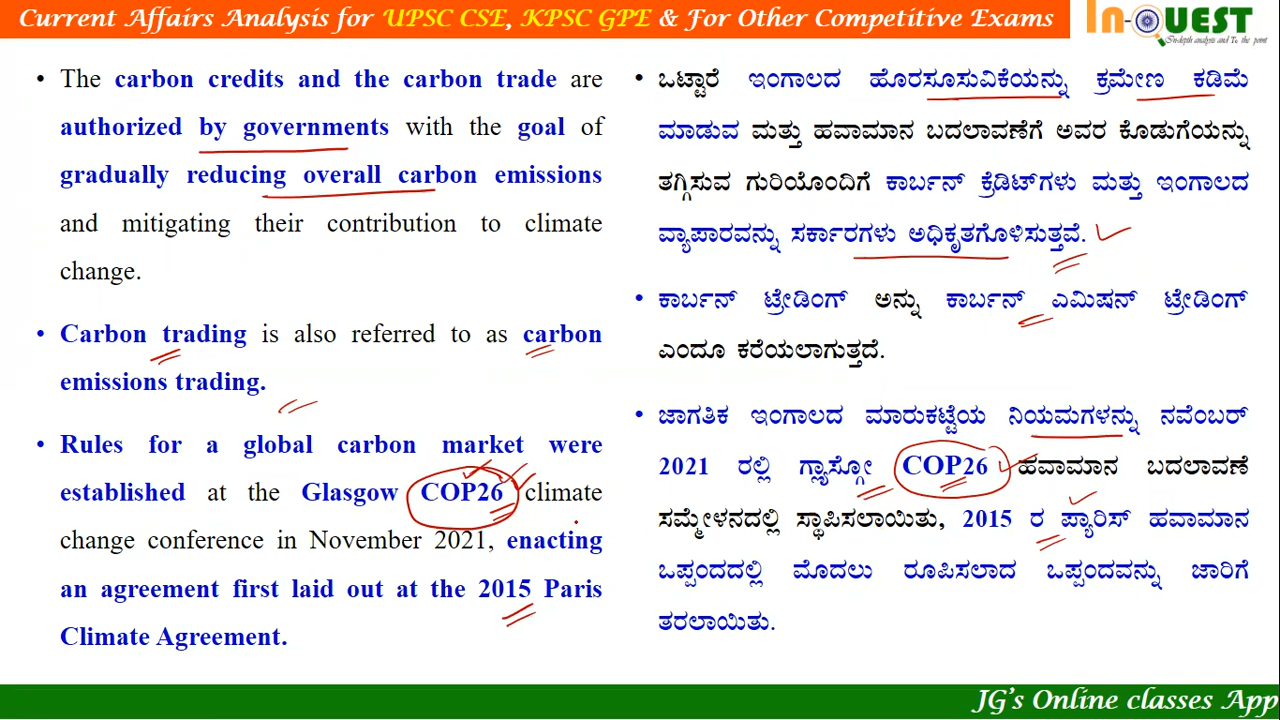 Current Affairs Analysis for UPSC CSE, KPSC GPE & For Other Competitive Exams
In-QUEST
In-depth analysis and To the point
• The carbon credits and the carbon trade are
authorized by governments with the goal of
gradually reducing overall carbon emissions
and mitigating their contribution to climate
change.
• Carbon trading is also referred to as carbon
emissions trading.
• Rules for a global carbon market were
established at the Glasgow COP26 climate
change conference in November 2021, enacting
an agreement first laid out at the 2015 Paris
Climate Agreement.
• ಒಟ್ಟಾರೆ ಇಂಗಾಲದ ಹೊರಸೂಸುವಿಕೆಯನ್ನು ಕ್ರಮೇಣ ಕಡಿಮೆ
ಮಾಡುವ ಮತ್ತು ಹವಾಮಾನ ಬದಲಾವಣೆಗೆ ಅವರ ಕೊಡುಗೆಯನ್ನು
ತಗ್ಗಿಸುವ ಗುರಿಯೊಂದಿಗೆ ಕಾರ್ಬನ್ ಕ್ರೆಡಿಟ್‌ಗಳು ಮತ್ತು ಇಂಗಾಲದ
ವ್ಯಾಪಾರವನ್ನು ಸರ್ಕಾರಗಳು ಅಧಿಕೃತಗೊಳಿಸುತ್ತವೆ.
• ಕಾರ್ಬನ್ ಟ್ರೇಡಿಂಗ್ ಅನ್ನು ಕಾರ್ಬನ್ ಎಮಿಷನ್ ಟ್ರೇಡಿಂಗ್
ಎಂದೂ ಕರೆಯಲಾಗುತ್ತದೆ.
• ಜಾಗತಿಕ ಇಂಗಾಲದ ಮಾರುಕಟ್ಟೆಯ ನಿಯಮಗಳನ್ನು ನವೆಂಬರ್
2021 ರಲ್ಲಿ ಗ್ಲ್ಯಾಸ್ಗೋ COP26 ಹವಾಮಾನ ಬದಲಾವಣೆ
ಸಮ್ಮೇಳನದಲ್ಲಿ ಸ್ಥಾಪಿಸಲಾಯಿತು, 2015 ರ ಪ್ಯಾರಿಸ್ ಹವಾಮಾನ
ಒಪ್ಪಂದದಲ್ಲಿ ಮೊದಲು ರೂಪಿಸಲಾದ ಒಪ್ಪಂದವನ್ನು ಜಾರಿಗೆ
ತರಲಾಯಿತು.
JG's Online classes App